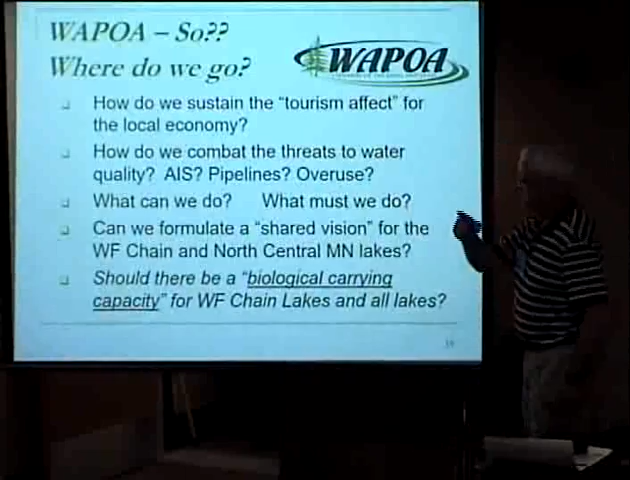 WAPOA – So??
Where do we go?
WAPOA
How do we sustain the “tourism affect” for
the local economy?
How do we combat the threats to water
quality? AIS? Pipelines? Overuse?
What can we do? What must we do?
Can we formulate a “shared vision” for the
WF Chain and North Central MN lakes?
Should there be a “biological carrying
capacity” for WF Chain Lakes and all lakes?